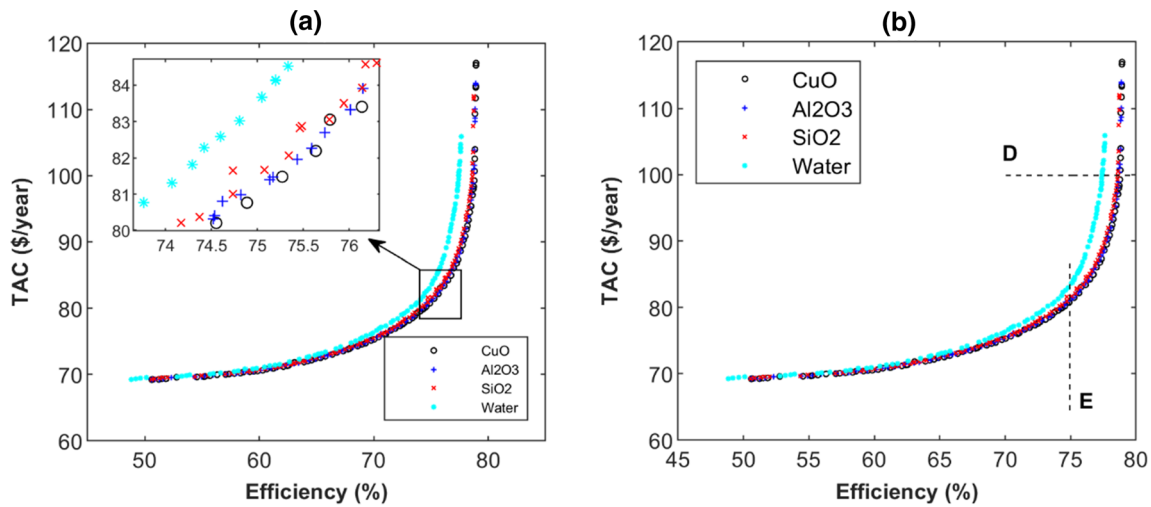 (a)
120
110
100
90
80
70
60
TAC ($/year)
50 60 70 80
Efficiency (%)
84
83
82
81
80
74 74.5 75 75.5 76
CuO
Al2O3
SiO2
Water
(b)
120
110
100
90
80
70
60
TAC ($/year)
45 50 55 60 65 70 75 80
Efficiency (%)
CuO
Al2O3
SiO2
Water
D
E